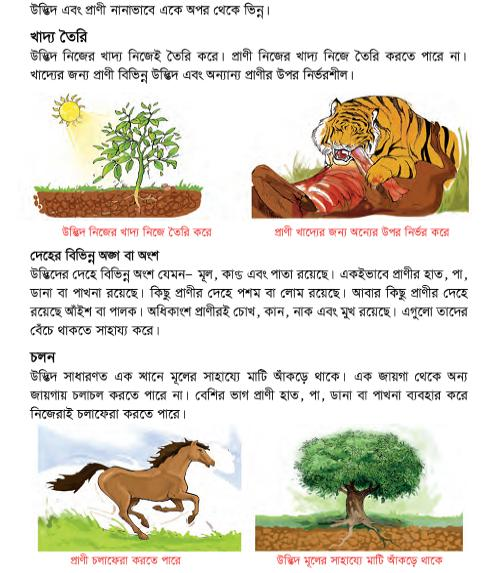 উদ্ভিদ এবং প্রাণী নানাভাবে একে অপর থেকে ভিন্ন।
খাদ্য তৈরি
উদ্ভিদ নিজের খাদ্য নিজেই তৈরি করে। প্রাণী নিজের খাদ্য নিজে তৈরি করতে পারে না।
খাদ্যের জন্য প্রাণী বিভিন্ন উদ্ভিদ এবং অন্যান্য প্রাণীর উপর নির্ভরশীল।
উদ্ভিদ নিজের খাদ্য নিজে তৈরি করে
প্রাণী খাদ্যের জন্য অন্যের উপর নির্ভর করে
দেহের বিভিন্ন অঙ্গ বা অংশ
উদ্ভিদের দেহে বিভিন্ন অংশ যেমন– মূল, কাণ্ড এবং পাতা রয়েছে। একইভাবে প্রাণীর হাত, পা,
ডানা বা পাখনা রয়েছে। কিছু প্রাণীর দেহে পশম বা লোম রয়েছে। আবার কিছু প্রাণীর দেহে
রয়েছে আঁইশ বা পালক। অধিকাংশ প্রাণীরই চোখ, কান, নাক এবং মুখ রয়েছে। এগুলো তাদের
বেঁচে থাকতে সাহায্য করে।
চলন
উদ্ভিদ সাধারণত এক স্থানে মূলের সাহায্যে মাটি আঁকড়ে থাকে। এক জায়গা থেকে অন্য
জায়গায় চলাচল করতে পারে না। বেশির ভাগ প্রাণী হাত, পা, ডানা বা পাখনা ব্যবহার করে
নিজেরাই চলাফেরা করতে পারে।
প্রাণী চলাফেরা করতে পারে
উদ্ভিদ মূলের সাহায্যে মাটি আঁকড়ে থাকে